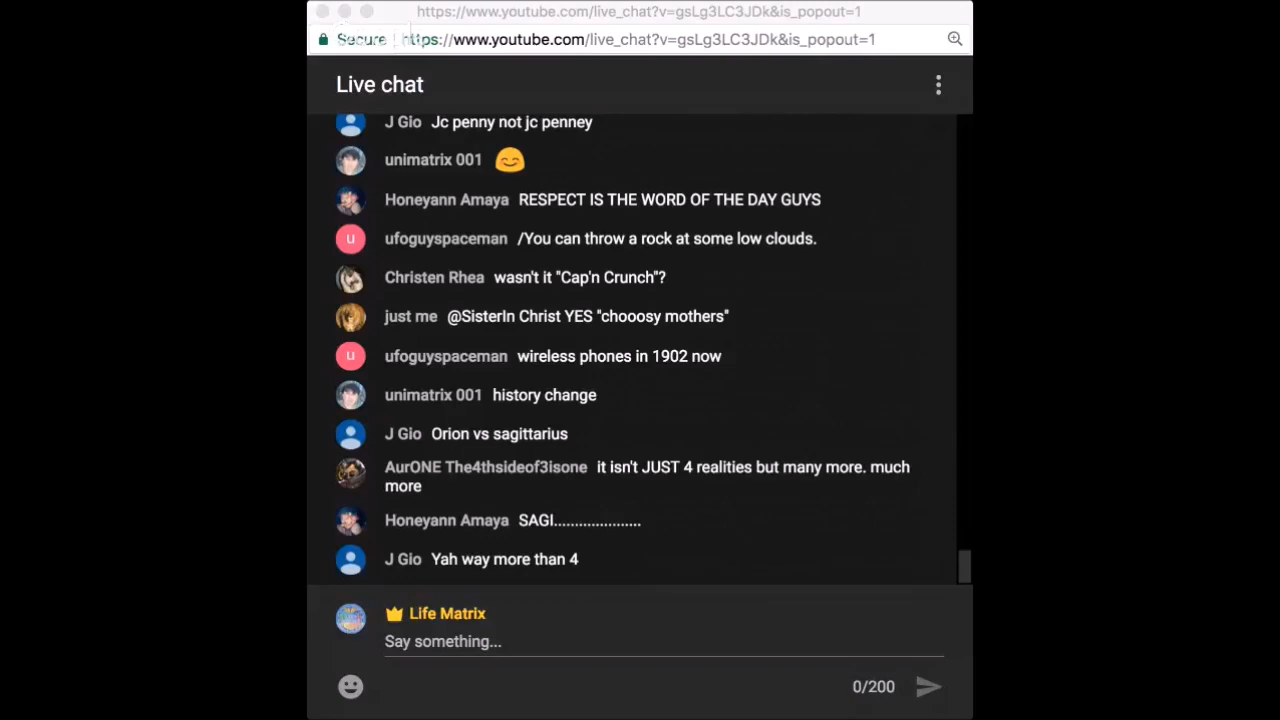 https://www.youtube.com/live_chat?v=gsLg3LC3JDk&is_popout=1
Secure https://www.youtube.com/live_chat?v=gsLg3LC3JDk&is_popout=1
Live chat
J Gio Jc penny not jc penney
unimatrix 001 😊
Honeyann Amaya RESPECT IS THE WORD OF THE DAY GUYS
u ufoguyspaceman /You can throw a rock at some low clouds.
Christen Rhea wasn't it "Cap'n Crunch"?
just me @SisterIn Christ YES "chooosy mothers"
u ufoguyspaceman wireless phones in 1902 now
unimatrix 001 history change
J Gio Orion vs sagittarius
AurONE The4thsideof3isone it isn't JUST 4 realities but many more. much
more
Honeyann Amaya SAGI.....................
J Gio Yah way more than 4
Life Matrix
Say something...
0/200